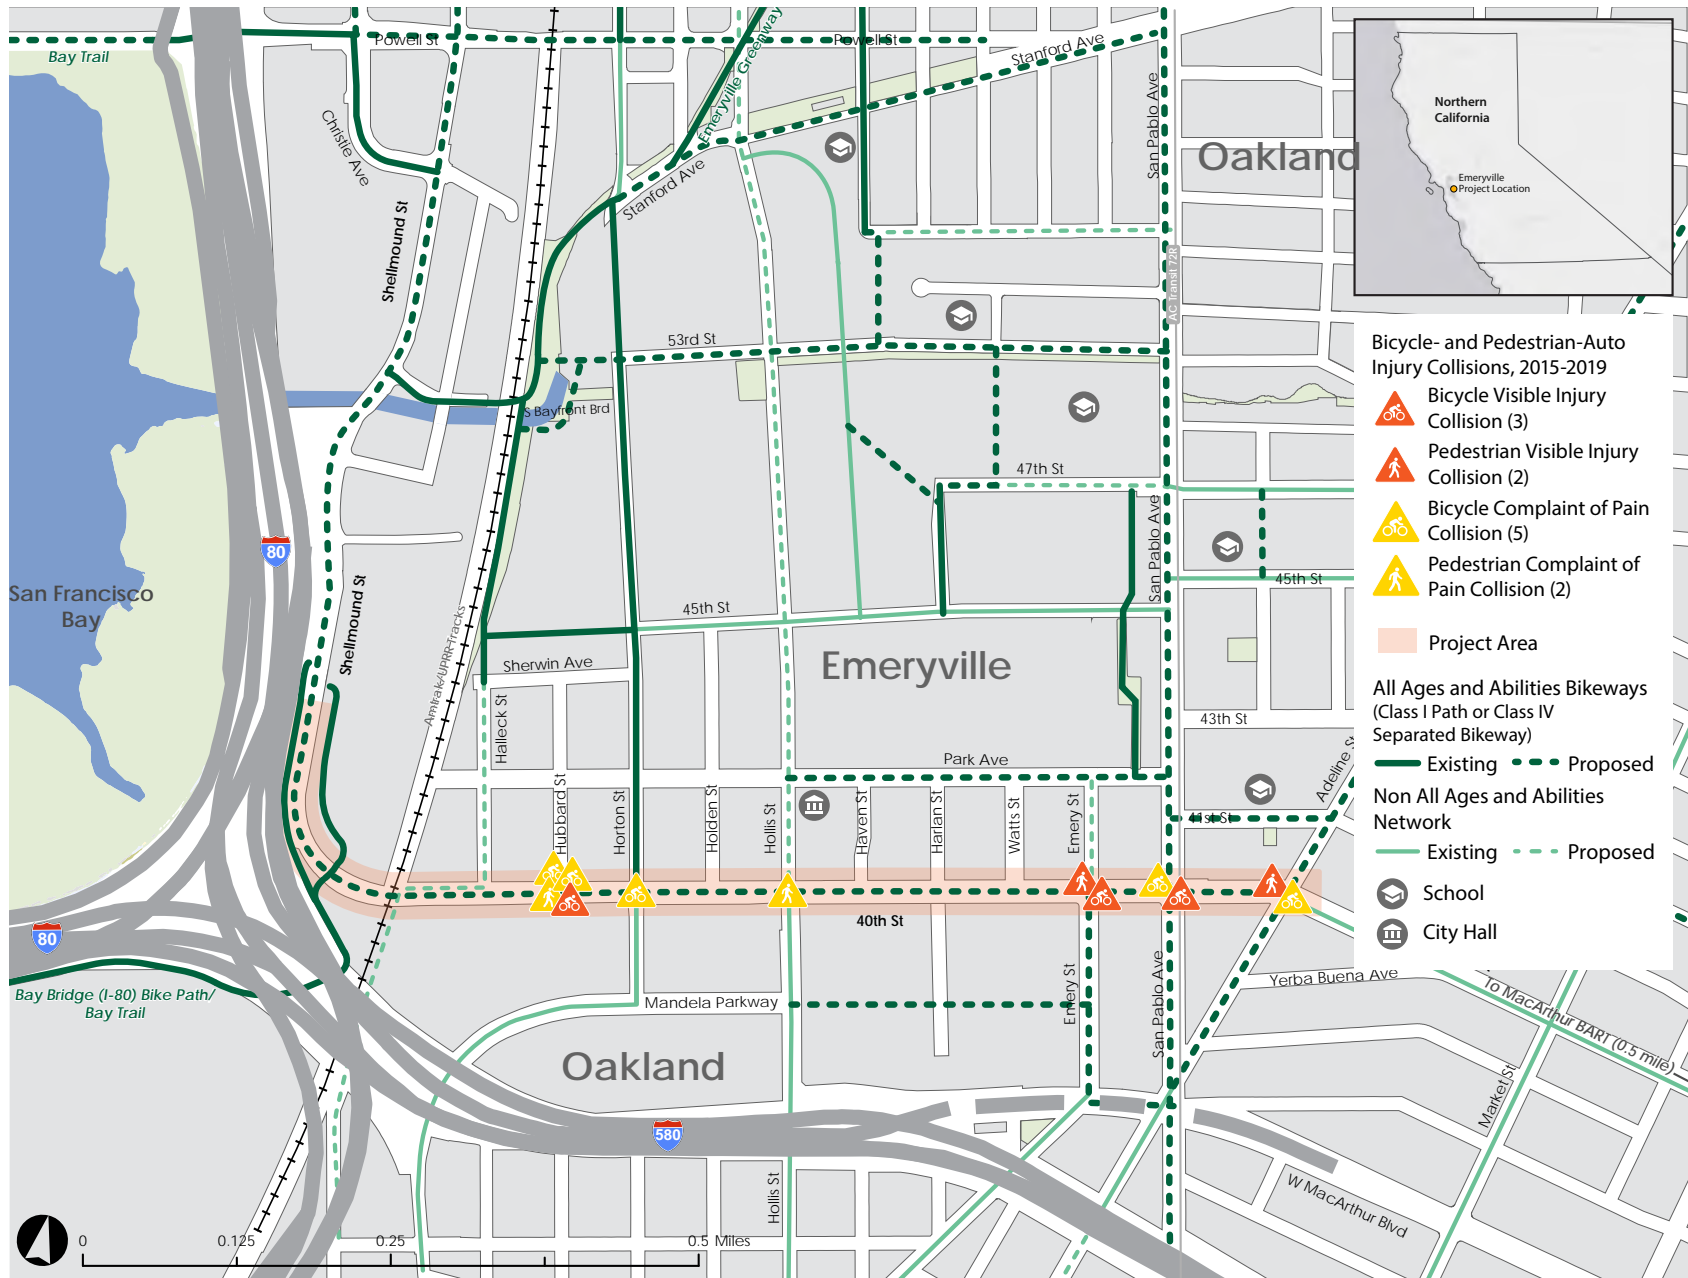 Powell St
Powell St
Stanford Ave
Bay Trail
Emeryville Greenway
Christie Ave
San Pablo Ave
Oakland
Northern
California
Emeryville
Project Location
Stanford Ave
Shellmound St
AC Transit 72R
53rd St
S Bayfront Brd
47th St
San Pablo Ave
80
San Francisco
Bay
Shellmound St
Amtrak/UPRR Tracks
45th St
45th St
Sherwin Ave
Emeryville
Halleck St
43rd St
Park Ave
Adeline St
Hubbard St
Horton St
Holden St
Hollis St
Haven St
Harlan St
Watts St
Emery St
41st St
40th St
80
Bay Bridge (I-80) Bike Path/
Bay Trail
Mandela Parkway
Emery St
San Pablo Ave
Yerba Buena Ave
To MacArthur BART (0.5 mile)
Oakland
Market St
580
Hollis St
W MacArthur Blvd
0
0.125
0.25
0.5 Miles
Bicycle- and Pedestrian-Auto
Injury Collisions, 2015-2019
Bicycle Visible Injury
Collision (3)
Pedestrian Visible Injury
Collision (2)
Bicycle Complaint of Pain
Collision (5)
Pedestrian Complaint of
Pain Collision (2)
Project Area
All Ages and Abilities Bikeways
(Class I Path or Class IV
Separated Bikeway)
Existing
Proposed
Non All Ages and Abilities
Network
Existing
Proposed
School
City Hall